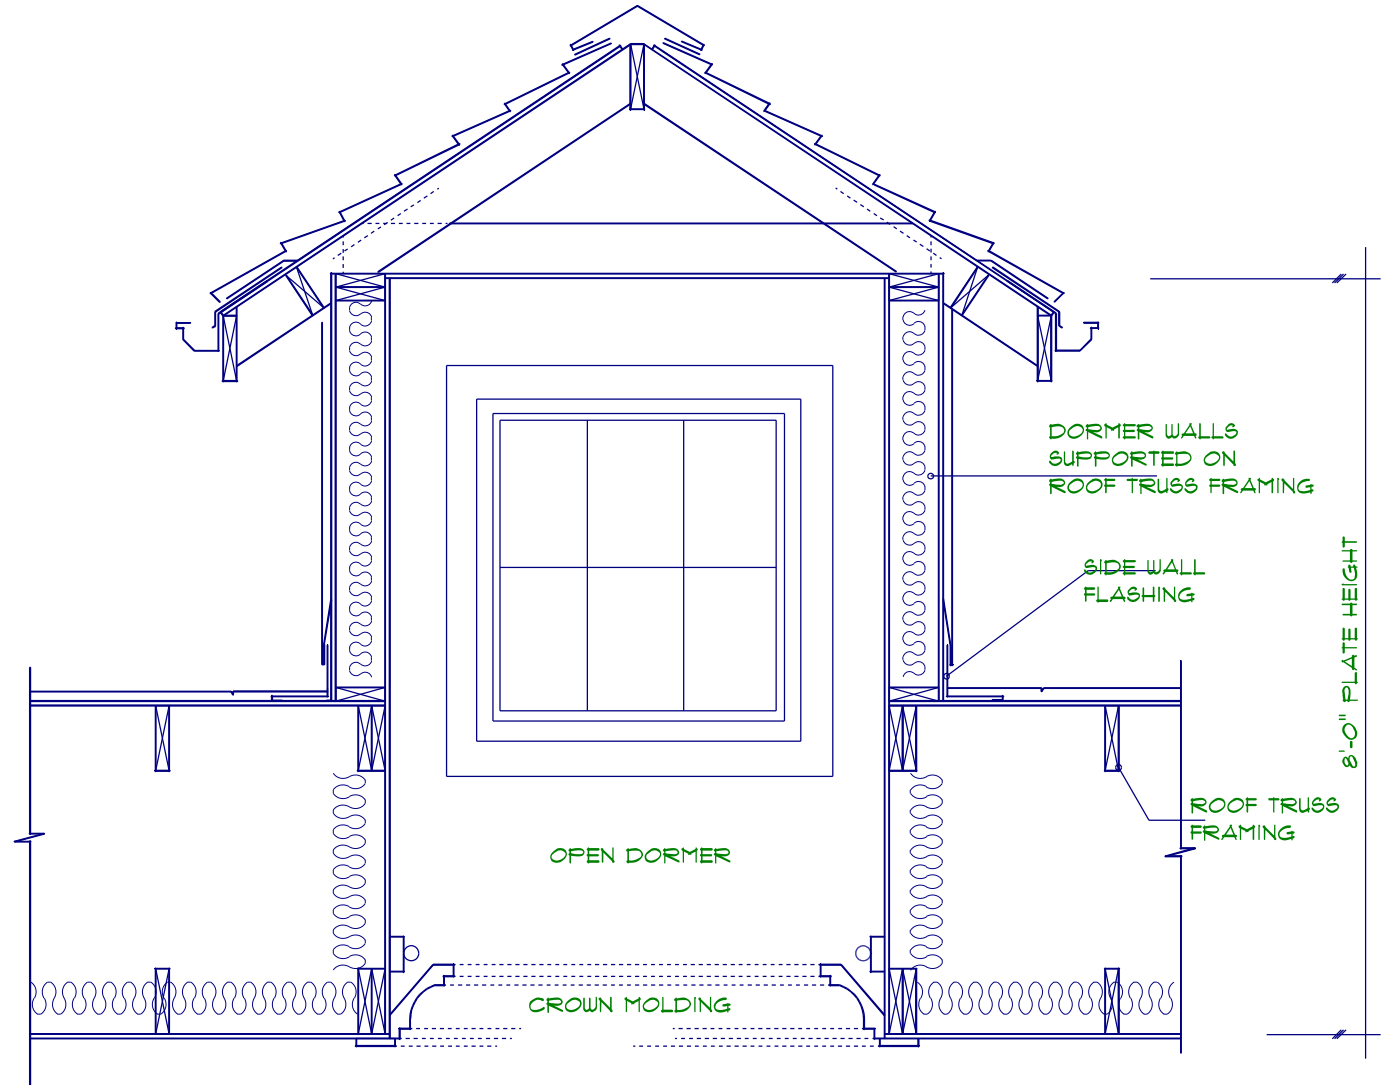 DORMER WALLS
SUPPORTED ON
ROOF TRUSS FRAMING
SIDE WALL
FLASHING
8'-0" PLATE HEIGHT
ROOF TRUSS
FRAMING
OPEN DORMER
CROWN MOLDING